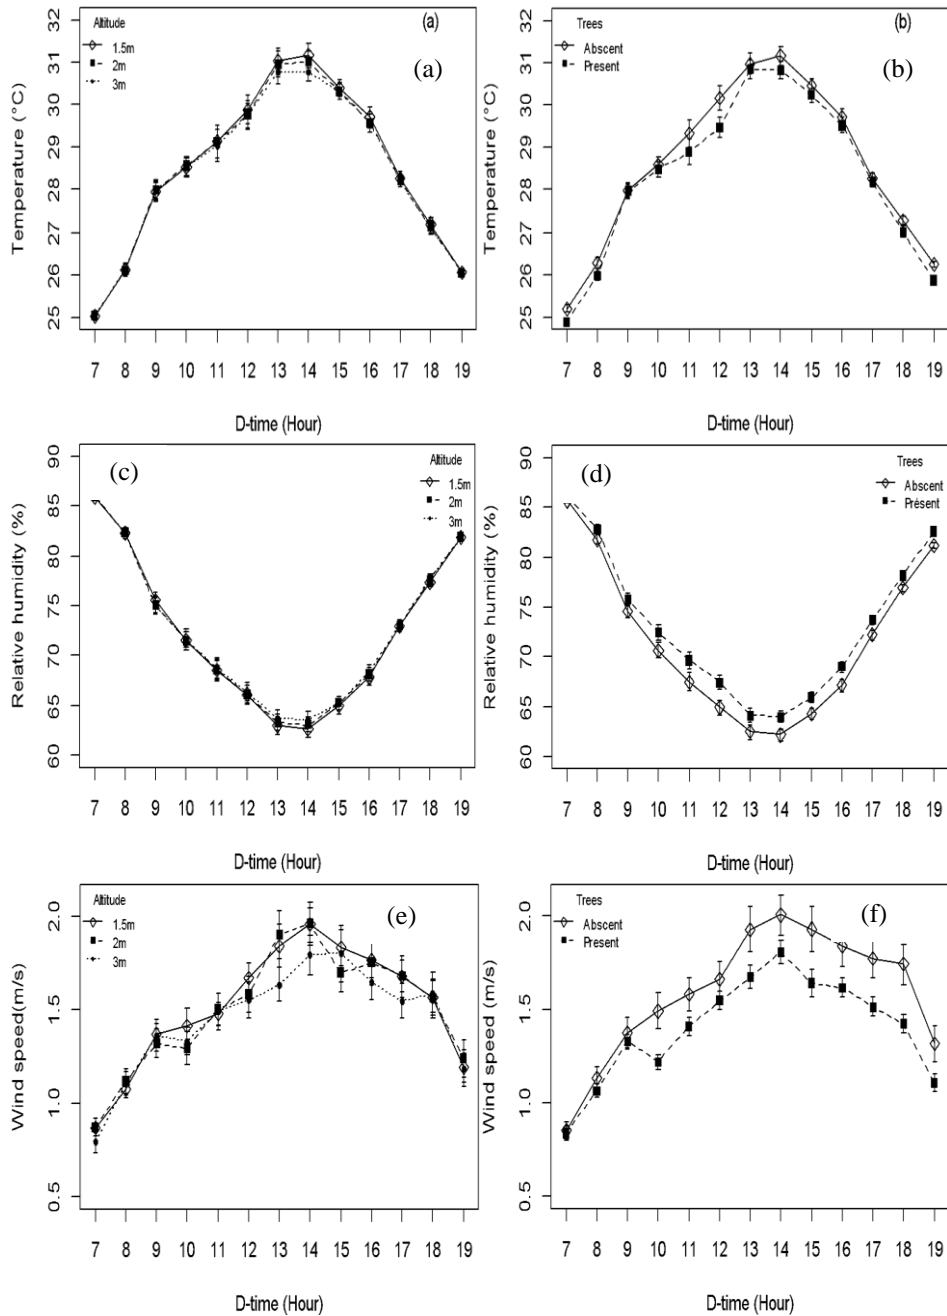 Altitude
1.5m
2m
3m
(a)
(a)
32
31
30
29
28
27
26
25
Temperature (°C)
7 8 9 10 11 12 13 14 15 16 17 18 19
D-time (Hour)
Trees
Abscent
Present
(b)
(b)
32
31
30
29
28
27
26
25
Temperature (°C)
7 8 9 10 11 12 13 14 15 16 17 18 19
D-time (Hour)
(c)
Altitude
1.5m
2m
3m
90
85
80
75
70
65
60
Relative humidity (%)
7 8 9 10 11 12 13 14 15 16 17 18 19
D-time (Hour)
(d)
Trees
Abscent
Présent
90
85
80
75
70
65
60
Relative humidity (%)
7 8 9 10 11 12 13 14 15 16 17 18 19
D-time (Hour)
Altitude
1.5m
2m
3m
(e)
2.0
1.5
1.0
0.5
Wind speed(m/s)
7 8 9 10 11 12 13 14 15 16 17 18 19
D-time (Hour)
Trees
Abscent
Present
(f)
2.0
1.5
1.0
0.5
Wind speed (m/s)
7 8 9 10 11 12 13 14 15 16 17 18 19
D-time (Hour)